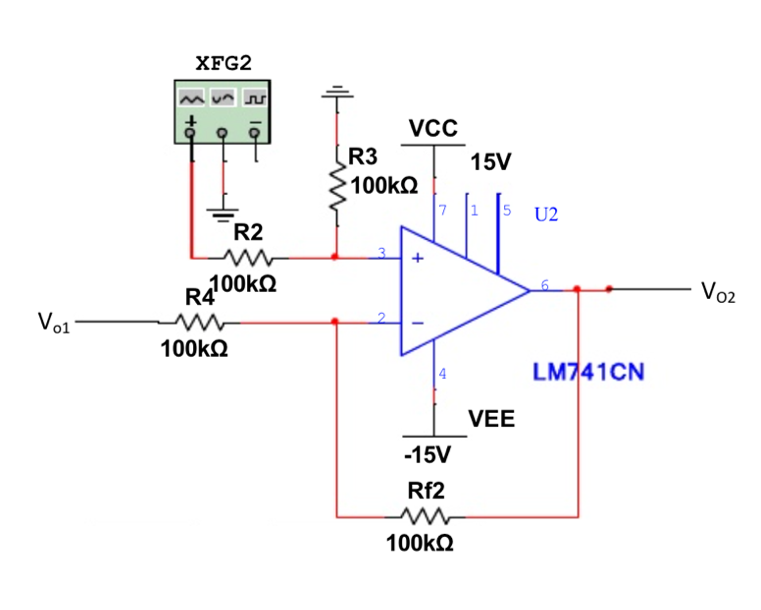 XFG2
+
−
R3
100kΩ
VCC
15V
7
1
5
U2
R2
100kΩ
3
+
R4
100kΩ
Vo1
2
−
6
VO2
4
LM741CN
VEE
-15V
Rf2
100kΩ